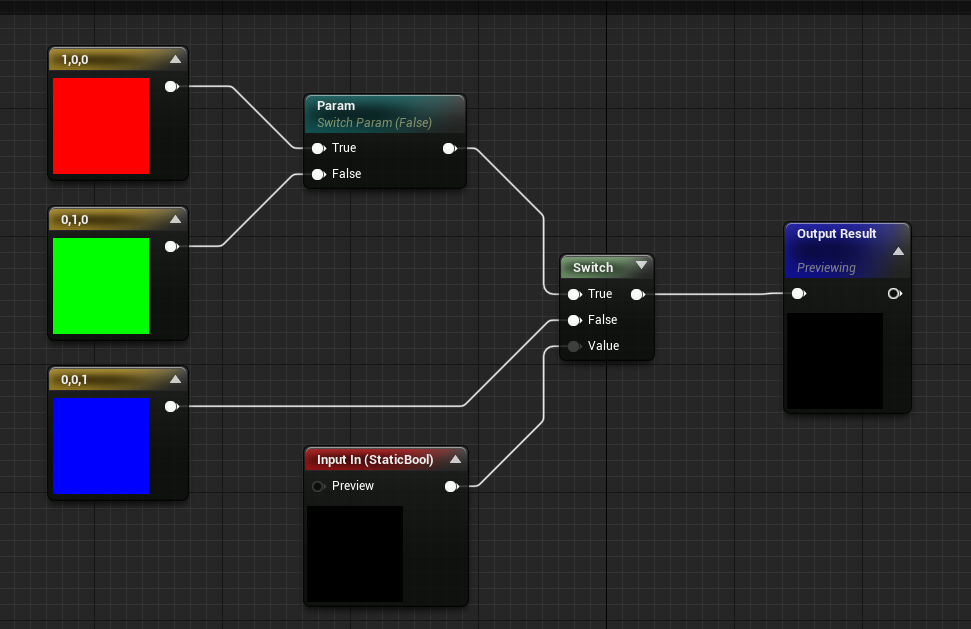 1,0,0
0,1,0
0,0,1
Param
Switch Param (False)
True
False
Input In (StaticBool)
Preview
Switch
True
False
Value
Output Result
Previewing